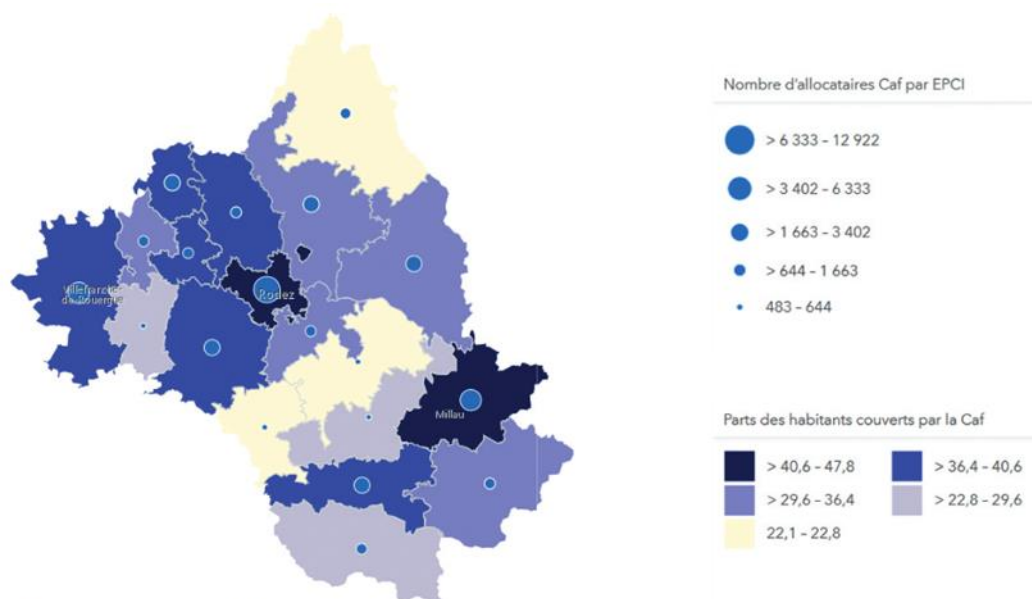 Nombre d'allocataires Caf par EPCI
> 6 333 – 12 922
> 3 402 – 6 333
> 1 663 – 3 402
> 644 – 1 663
483 – 644
Villefranche
de Rouergue
Rodez
Millau
Parts des habitants couverts par la Caf
> 40,6 – 47,8
> 36,4 – 40,6
> 29,6 – 36,4
> 22,8 – 29,6
22,1 – 22,8